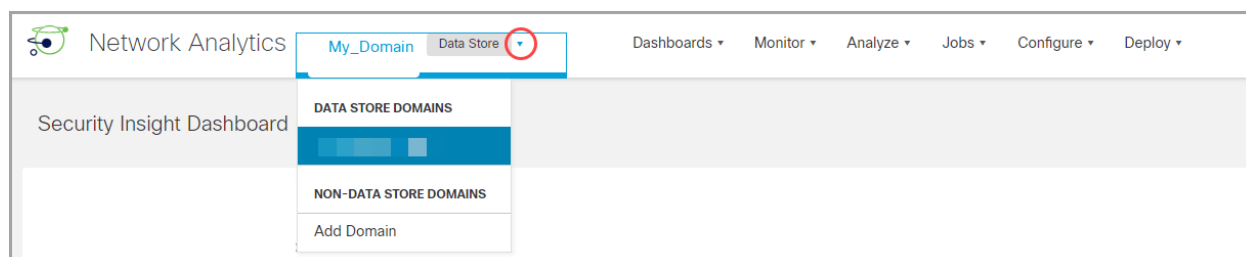 Network Analytics My_Domain Data Store Dashboards Monitor Analyze Jobs Configure Deploy
Security Insight Dashboard
DATA STORE DOMAINS
NON-DATA STORE DOMAINS
Add Domain